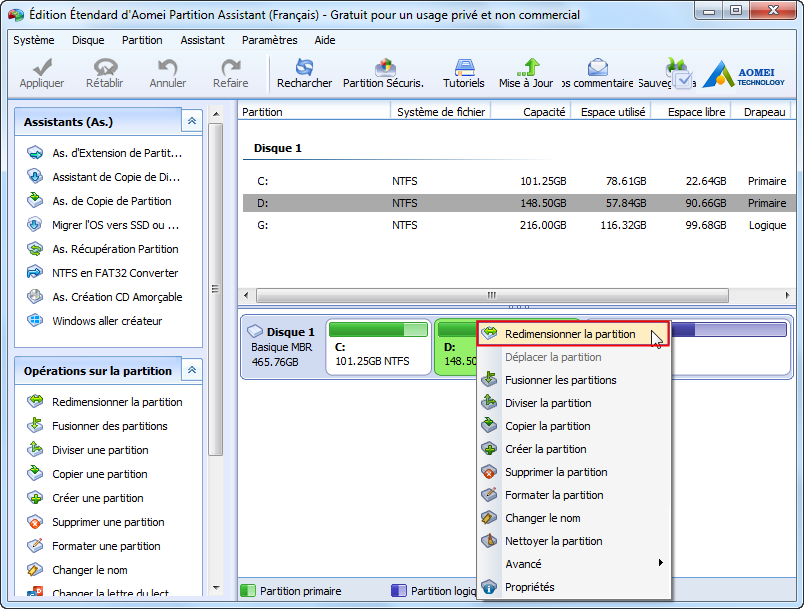 Édition Étendard d'Aomei Partition Assistant (Français) - Gratuit pour un usage privé et non commercial
Système Disque Partition Assistant Paramètres Aide
Appliquer Rétablir Annuler Refaire Rechercher Partition Sécuris. Tutoriels Mise à Jour os commentaire Sauveg a
AOMEI
TECHNOLOGY
Assistants (As.)
As. d'Extension de Partit...
Assistant de Copie de Di...
As. de Copie de Partition
Migrer l'OS vers SSD ou ...
As. Récupération Partition
NTFS en FAT32 Converter
As. Création CD Amorçable
Windows aller créateur
Opérations sur la partition
Redimensionner la partition
Fusionner des partitions
Diviser une partition
Copier une partition
Créer une partition
Supprimer une partition
Formater une partition
Changer le nom
Changer la lettre du lect...
Partition Système de fichier Capacité Espace utilisé Espace libre Drapeau
Disque 1
C: NTFS 101.25GB 78.61GB 22.64GB Primaire
D: NTFS 148.50GB 57.84GB 90.66GB Primaire
G: NTFS 216.00GB 116.32GB 99.68GB Logique
Disque 1
Basique MBR
465.76GB
C:
101.25GB NTFS
D:
148.50
Redimensionner la partition
Déplacer la partition
Fusionner les partitions
Diviser la partition
Copier la partition
Créer la partition
Supprimer la partition
Formater la partition
Changer le nom
Nettoyer la partition
Avancé
Propriétés
Partition primaire Partition logiq